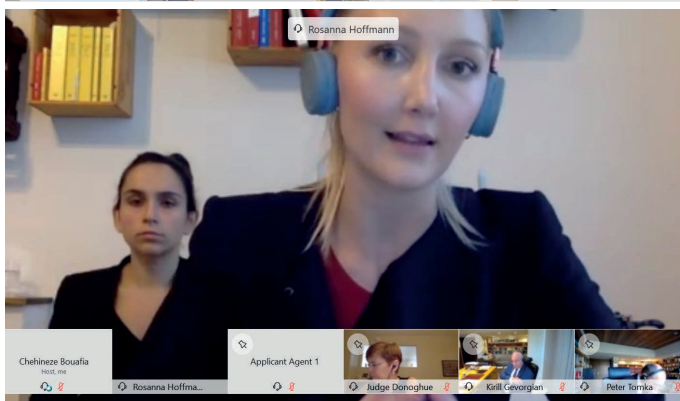 Rosanna Hoffmann
Chehineze Bouafia
Host, me
Rosanna Hoffma...
Applicant Agent 1
Judge Donoghue
Kirill Gevorgian
Peter Tomka